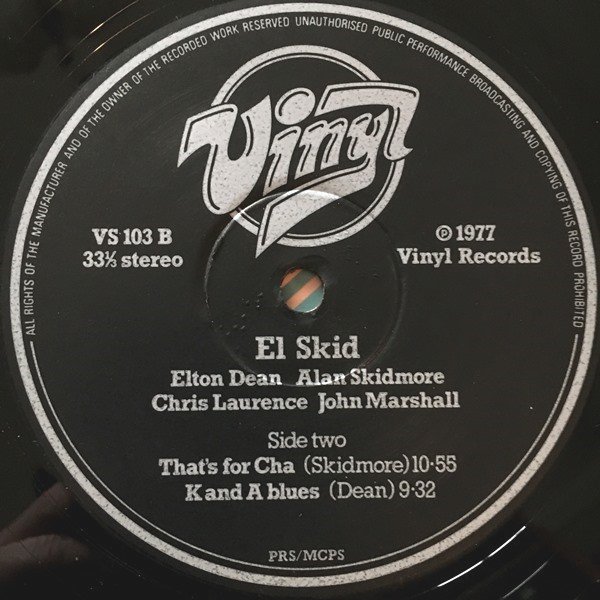 ALL RIGHTS OF THE MANUFACTURER AND OF THE OWNER OF THE RECORDED WORK RESERVED UNAUTHORISED PUBLIC PERFORMANCE BROADCASTING AND COPYING OF THIS RECORD PROHIBITED
Vinyl
VS 103 B
33⅓ stereo
℗ 1977
Vinyl Records
El Skid
Elton Dean Alan Skidmore
Chris Laurence John Marshall
Side two
That's for Cha (Skidmore) 10·55
K and A blues (Dean) 9·32
PRS/MCPS